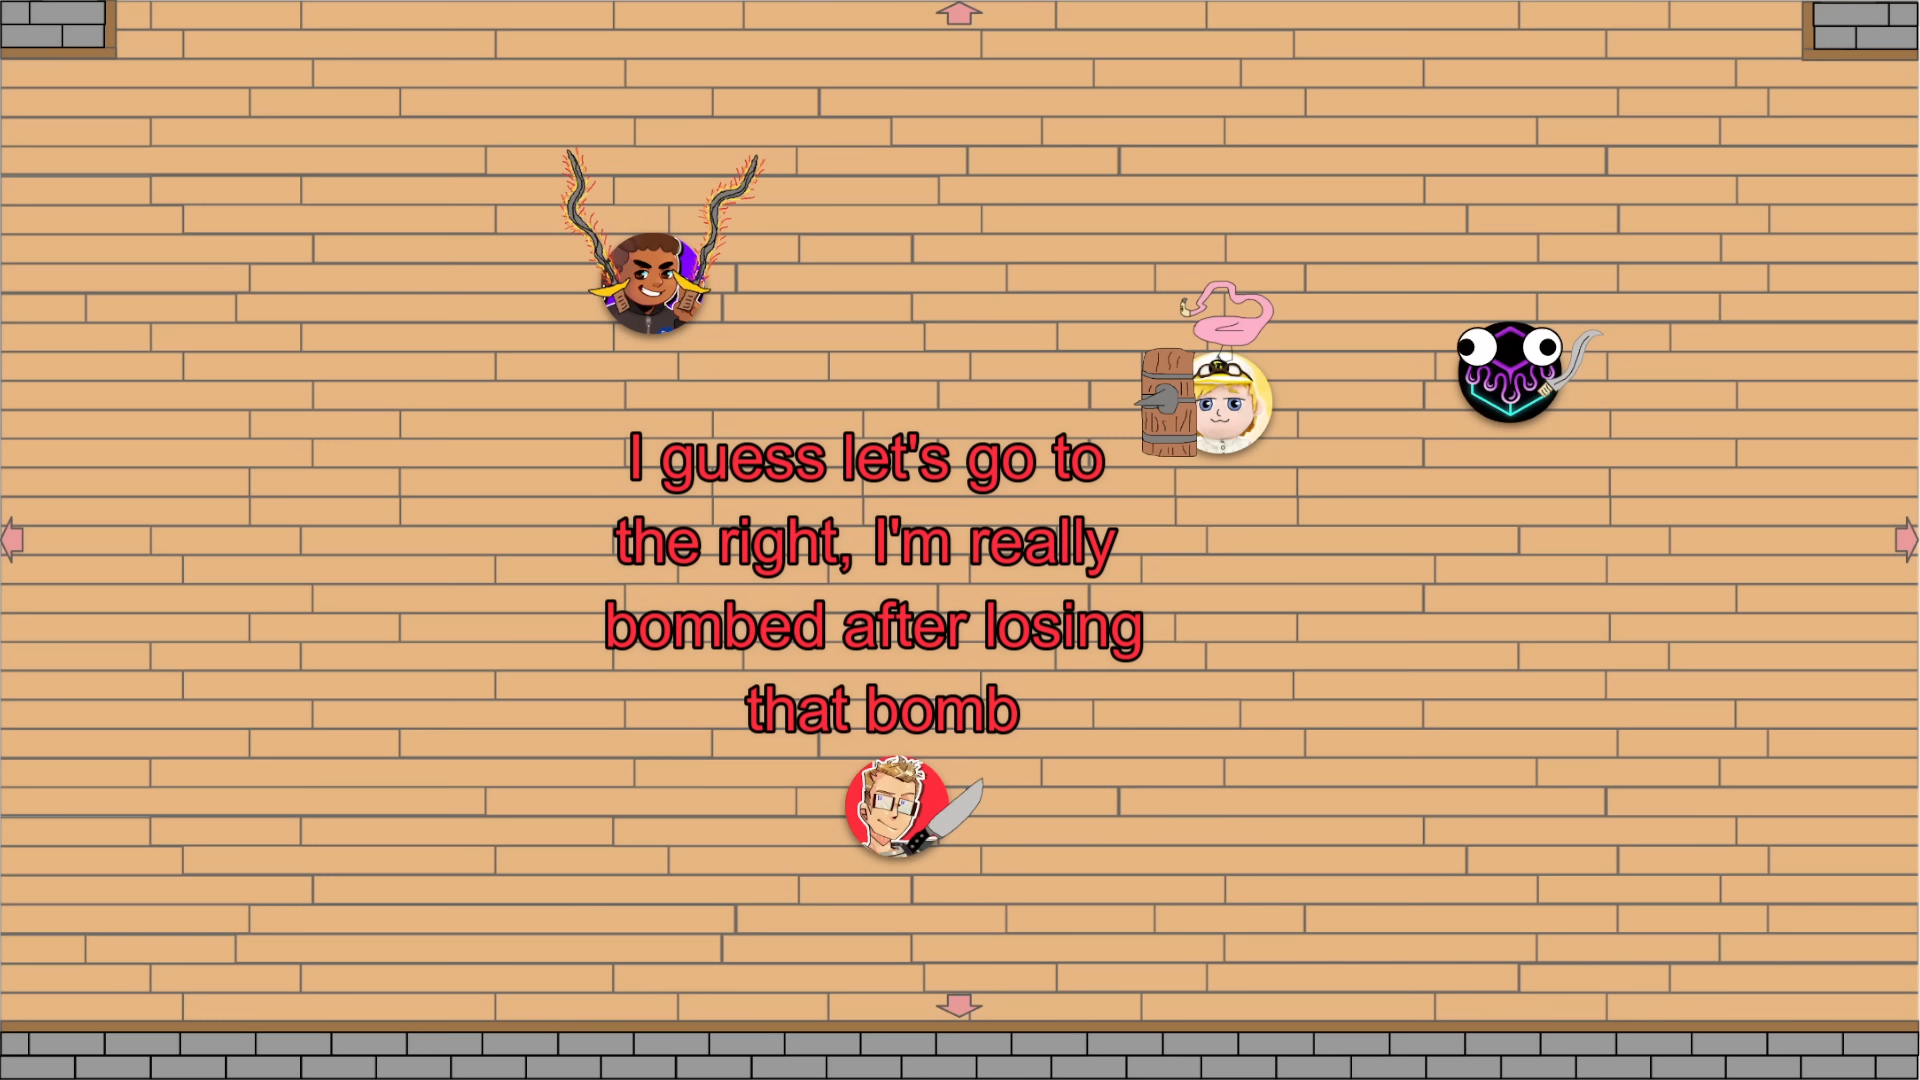 I guess let's go to
the right, I'm really
bombed after losing
that bomb